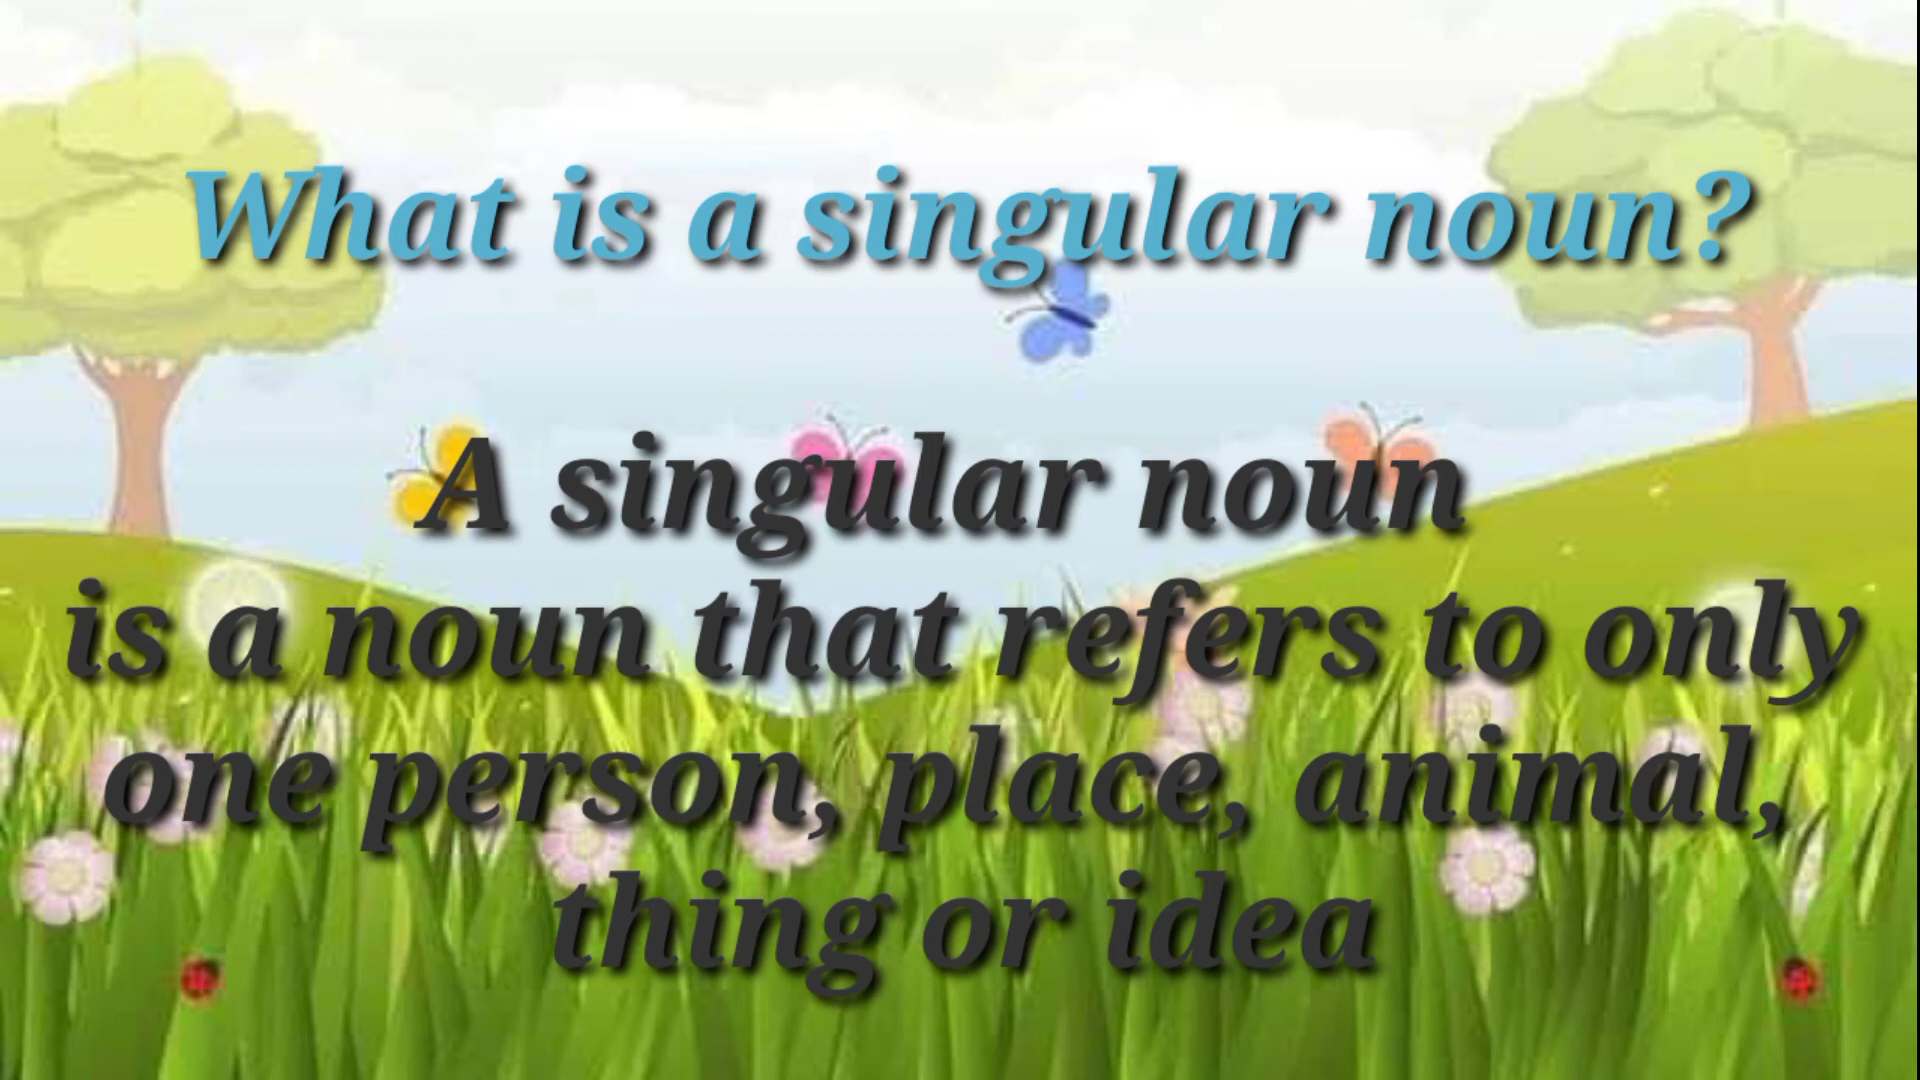 What is a singular noun?
A singular noun
is a noun that refers to only
one person, place, animal,
thing or idea